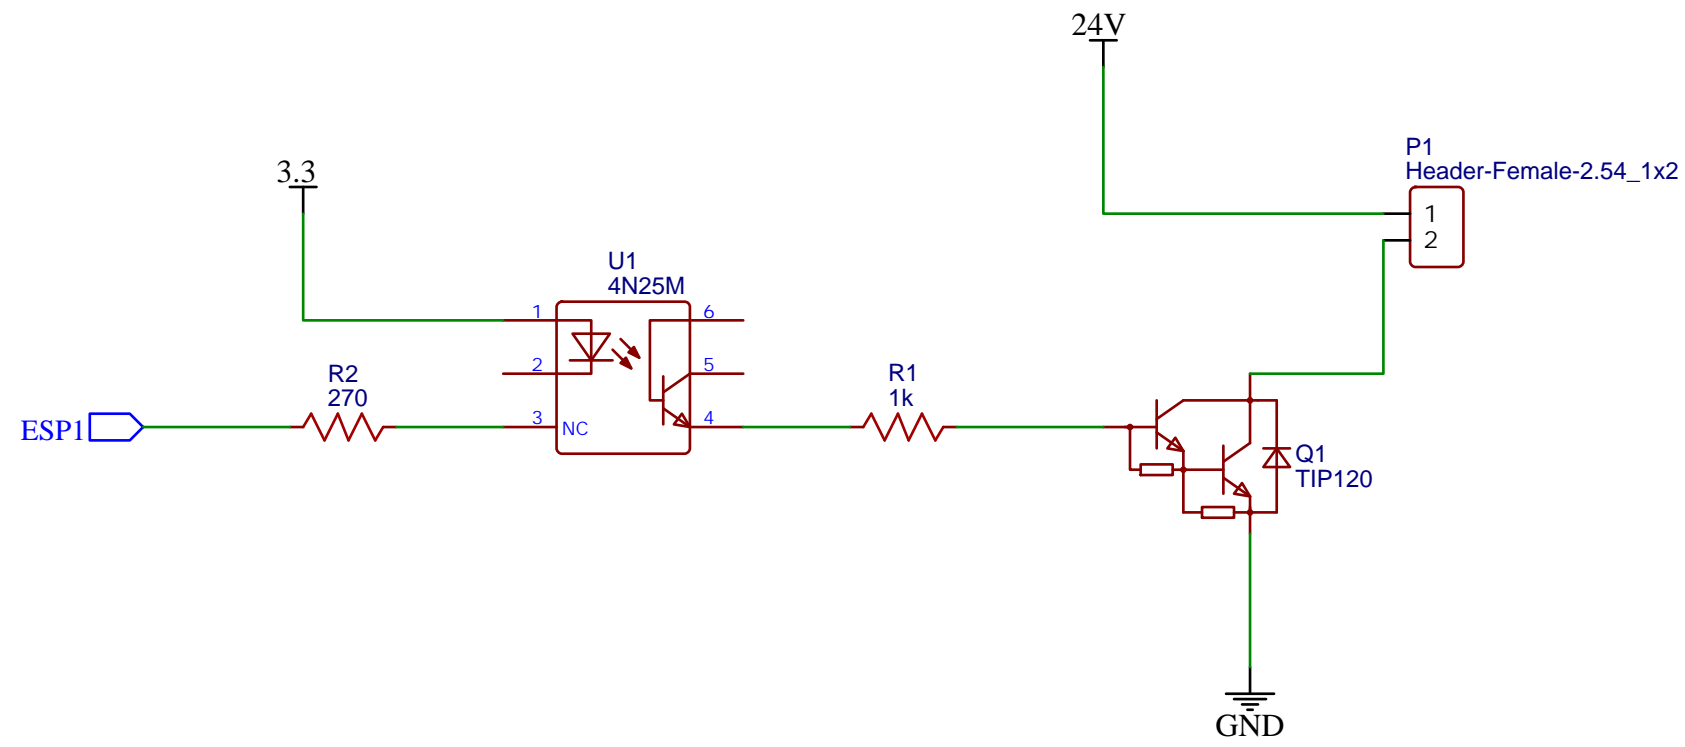 24V
P1
Header-Female-2.54_1x2
1
2
3.3
U1
4N25M
1
6
2
5
3
NC
4
R2
270
ESP1
R1
1k
Q1
TIP120
GND